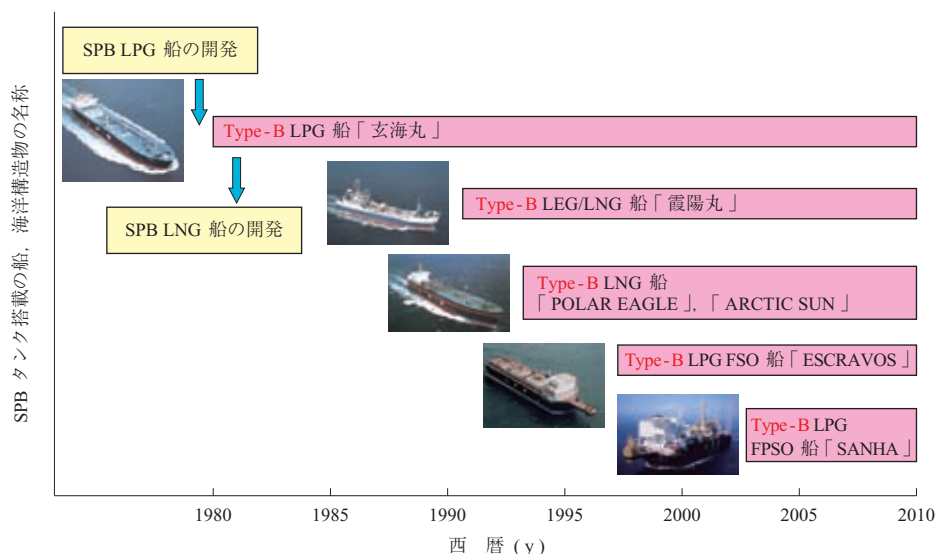 SPB LPG 船の開発
Type-B LPG 船「玄海丸」
Type-B LEG/LNG 船「霞陽丸」
SPB LNG 船の開発
Type-B LNG 船
「POLAR EAGLE」,「ARCTIC SUN」
Type-B LPG FSO 船「ESCRAVOS」
Type-B LPG
FPSO 船「SANHA」
SPB タンク搭載の船,海洋構造物の名称
1980 1985 1990 1995 2000 2005 2010
西 暦 ( y )